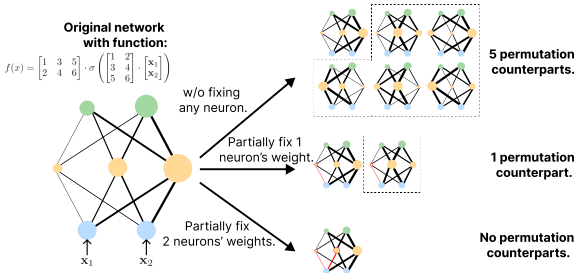 Original network
with function:
f(x) = [1 3 5; 2 4 6] · σ([1 2; 3 4; 5 6] · [x₁; x₂])
w/o fixing
any neuron.
5 permutation
counterparts.
Partially fix 1
neuron's weight.
1 permutation
counterpart.
Partially fix
2 neurons' weights.
No permutation
counterparts.
x₁ x₂